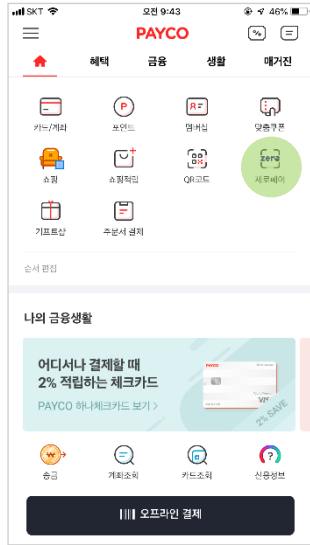 SKT 오전 9:43 46%
PAYCO %
혜택 금융 생활 매거진
P
카드/계좌 포인트 멤버십 맞춤쿠폰
zero
쇼핑 쇼핑적립 QR코드 제로페이
기프트샵 주문서 결제
순서 편집
나의 금융생활
어디서나 결제할 때
2% 적립하는 체크카드
PAYCO 하나체크카드 보기 >
PAYCO
2% SAVE
송금 계좌조회 카드조회 신용정보
오프라인 결제